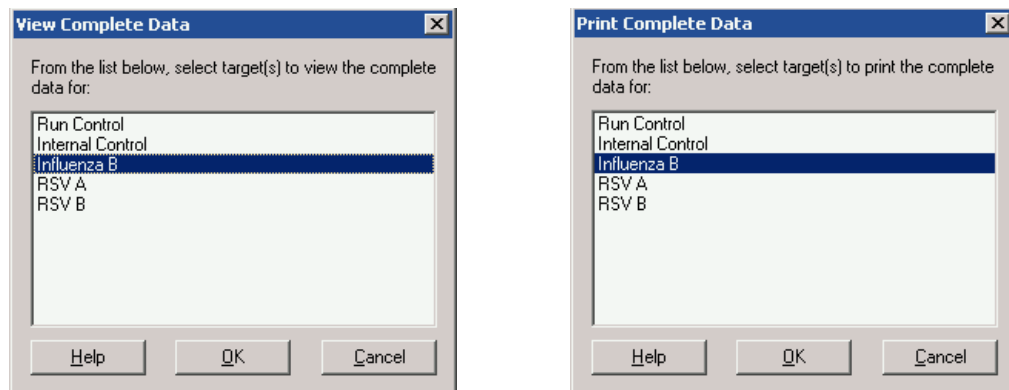 View Complete Data
From the list below, select target(s) to view the complete
data for:
Run Control
Internal Control
Influenza B
RSV A
RSV B
Help OK Cancel
Print Complete Data
From the list below, select target(s) to print the complete
data for:
Run Control
Internal Control
Influenza B
RSV A
RSV B
Help OK Cancel